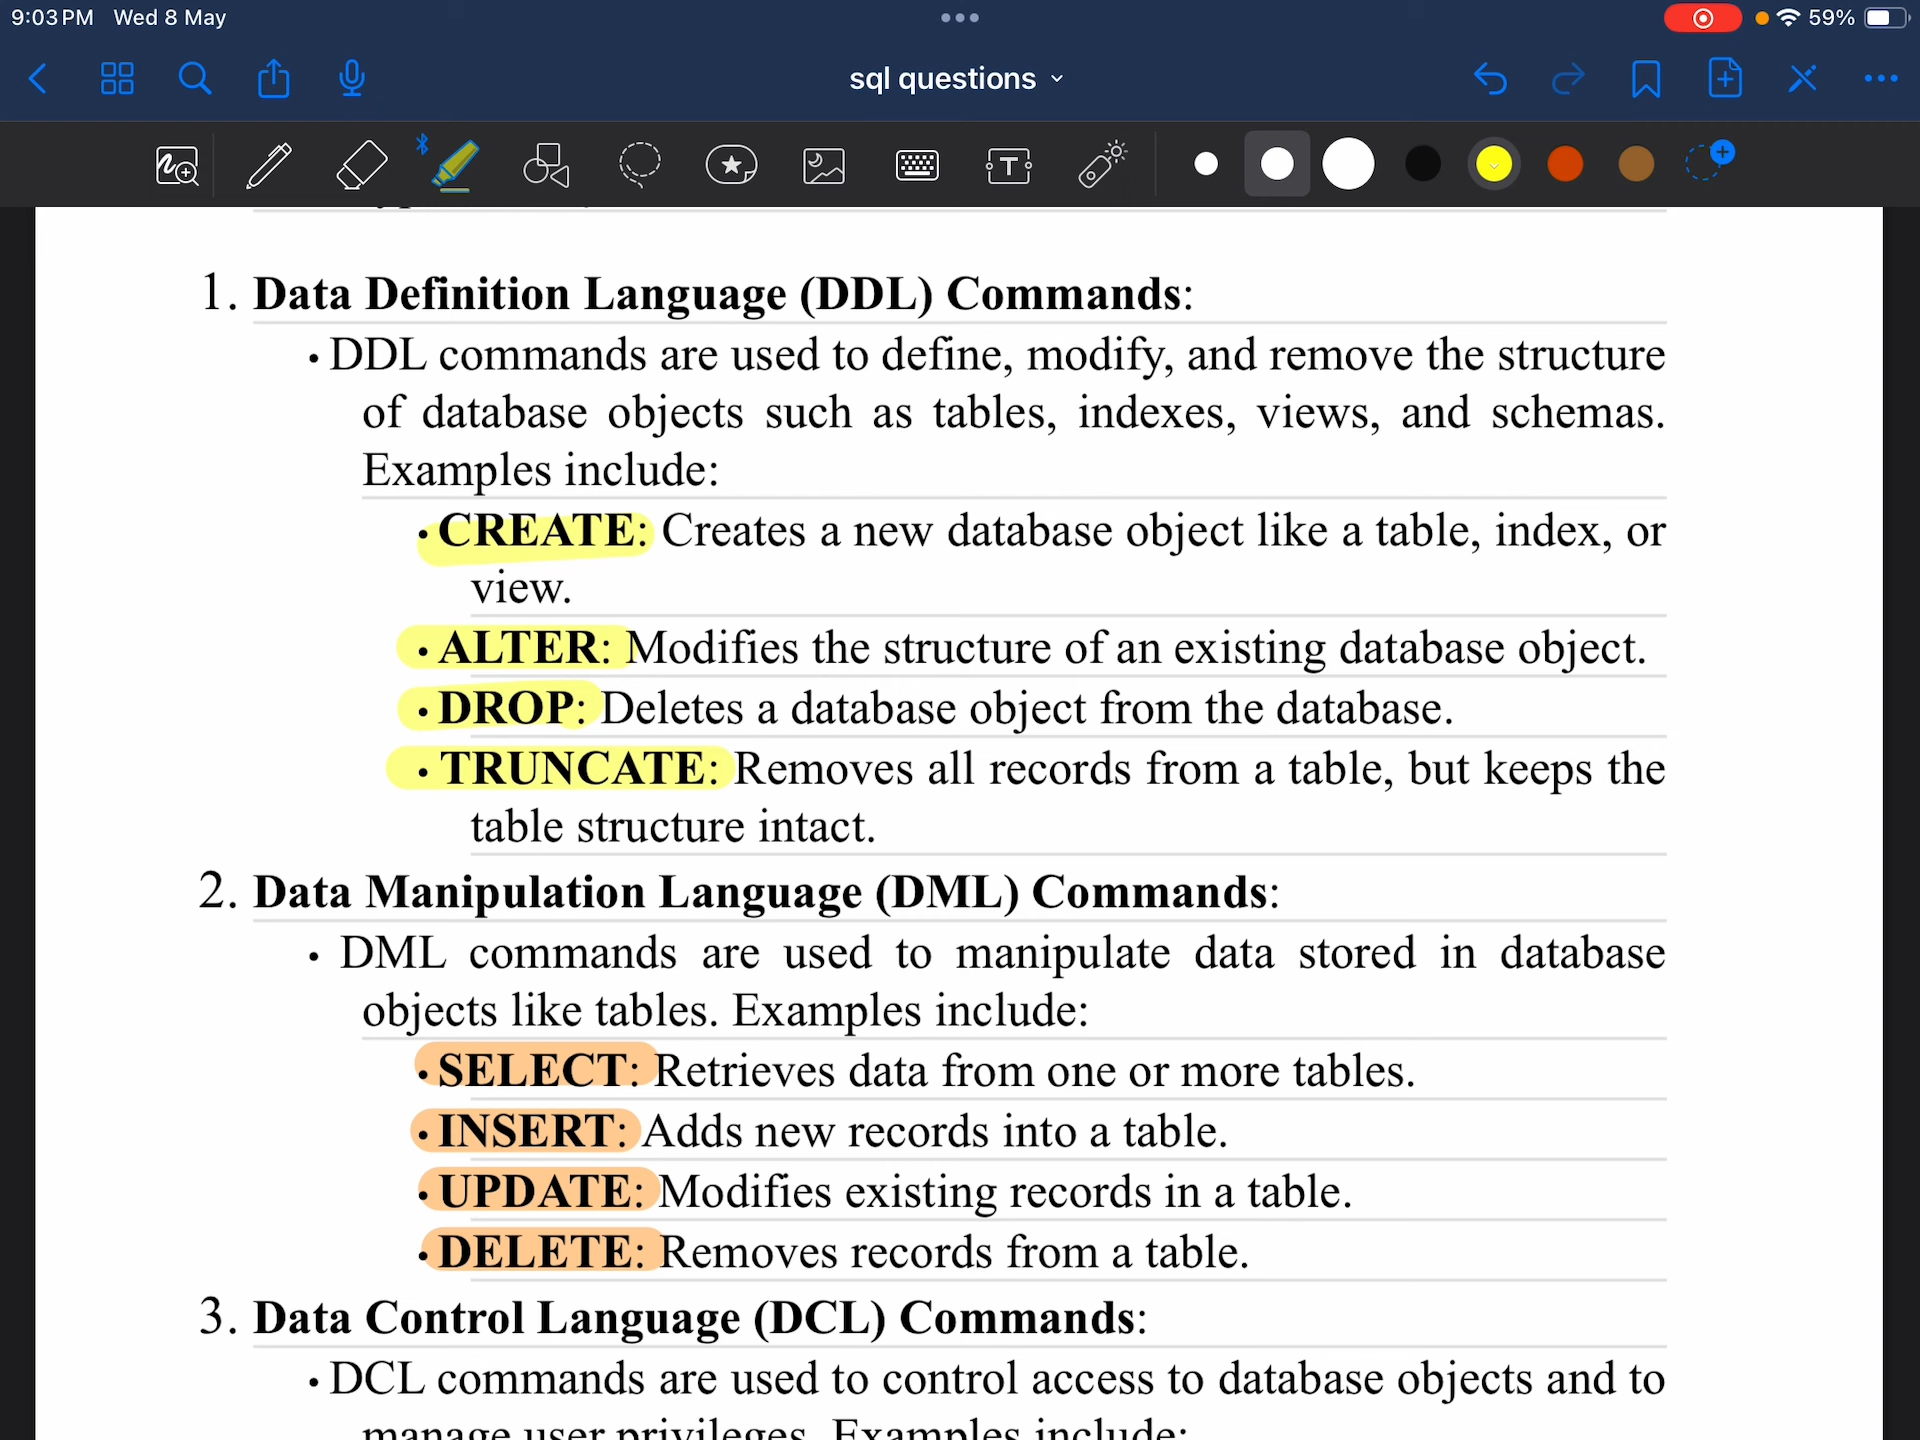 9:03 PM Wed 8 May
59%
sql questions
1. Data Definition Language (DDL) Commands:
• DDL commands are used to define, modify, and remove the structure
of database objects such as tables, indexes, views, and schemas.
Examples include:
• CREATE: Creates a new database object like a table, index, or
view.
• ALTER: Modifies the structure of an existing database object.
• DROP: Deletes a database object from the database.
• TRUNCATE: Removes all records from a table, but keeps the
table structure intact.
2. Data Manipulation Language (DML) Commands:
• DML commands are used to manipulate data stored in database
objects like tables. Examples include:
• SELECT: Retrieves data from one or more tables.
• INSERT: Adds new records into a table.
• UPDATE: Modifies existing records in a table.
• DELETE: Removes records from a table.
3. Data Control Language (DCL) Commands:
• DCL commands are used to control access to database objects and to
manage user privileges. Examples include: